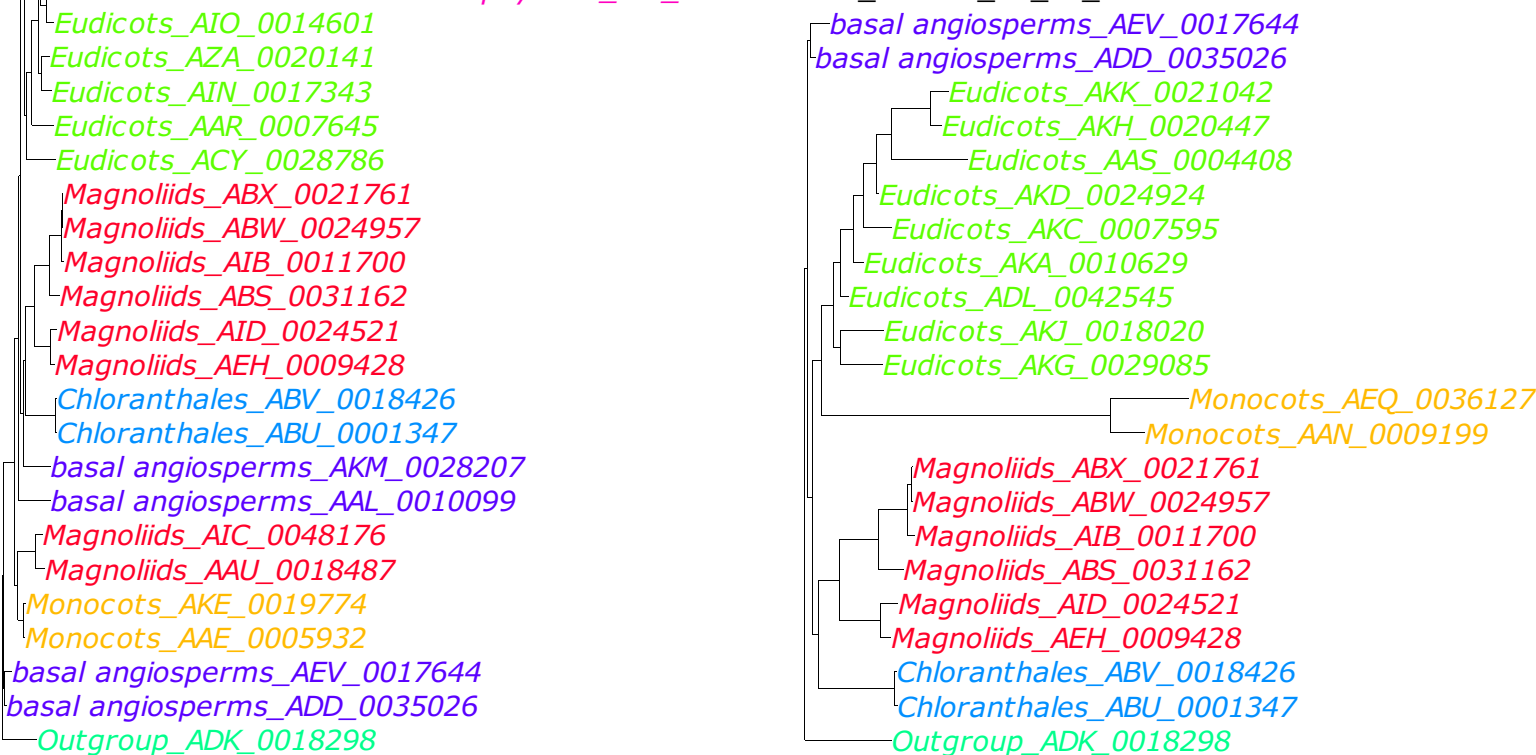 Eudicots_AIO_0014601
Eudicots_AZA_0020141
Eudicots_AIN_0017343
Eudicots_AAR_0007645
Eudicots_ACY_0028786
Magnoliids_ABX_0021761
Magnoliids_ABW_0024957
Magnoliids_AIB_0011700
Magnoliids_ABS_0031162
Magnoliids_AID_0024521
Magnoliids_AEH_0009428
Chloranthales_ABV_0018426
Chloranthales_ABU_0001347
basal angiosperms_AKM_0028207
basal angiosperms_AAL_0010099
Magnoliids_AIC_0048176
Magnoliids_AAU_0018487
Monocots_AKE_0019774
Monocots_AAE_0005932
basal angiosperms_AEV_0017644
basal angiosperms_ADD_0035026
Outgroup_ADK_0018298
basal angiosperms_AEV_0017644
basal angiosperms_ADD_0035026
Eudicots_AKK_0021042
Eudicots_AKH_0020447
Eudicots_AAS_0004408
Eudicots_AKD_0024924
Eudicots_AKC_0007595
Eudicots_AKA_0010629
Eudicots_ADL_0042545
Eudicots_AKJ_0018020
Eudicots_AKG_0029085
Monocots_AEQ_0036127
Monocots_AAN_0009199
Magnoliids_ABX_0021761
Magnoliids_ABW_0024957
Magnoliids_AIB_0011700
Magnoliids_ABS_0031162
Magnoliids_AID_0024521
Magnoliids_AEH_0009428
Chloranthales_ABV_0018426
Chloranthales_ABU_0001347
Outgroup_ADK_0018298